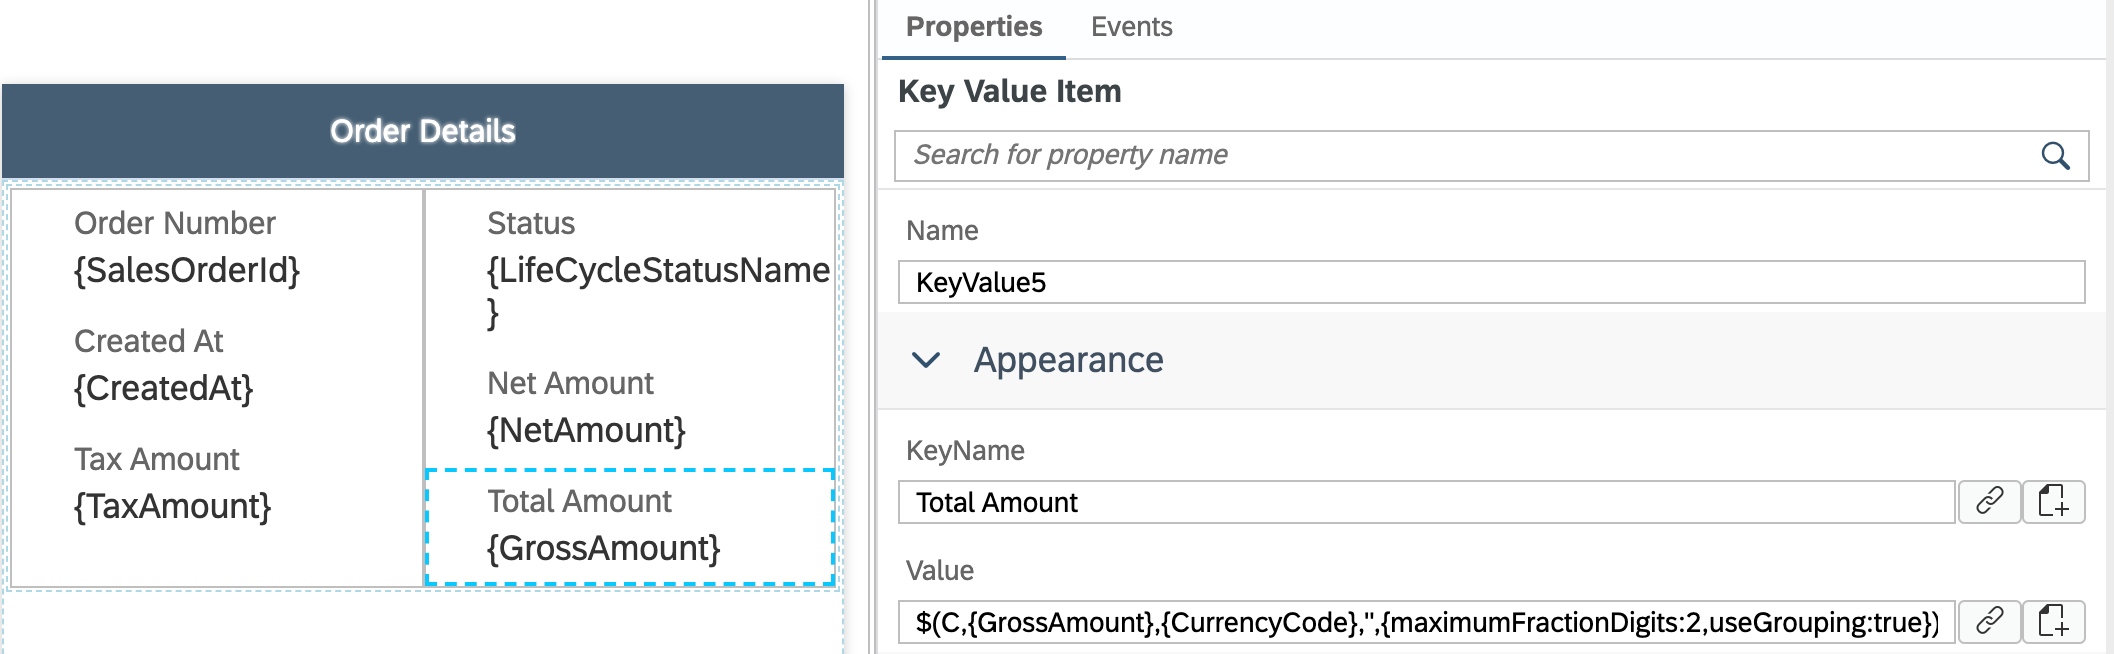 Order Details
Order Number
{SalesOrderId}
Created At
{CreatedAt}
Tax Amount
{TaxAmount}
Status
{LifeCycleStatusName
}
Net Amount
{NetAmount}
Total Amount
{GrossAmount}
Properties Events
Key Value Item
Search for property name
Name
KeyValue5
Appearance
KeyName
Total Amount
Value
$(C,{GrossAmount},{CurrencyCode},'',{maximumFractionDigits:2,useGrouping:true})